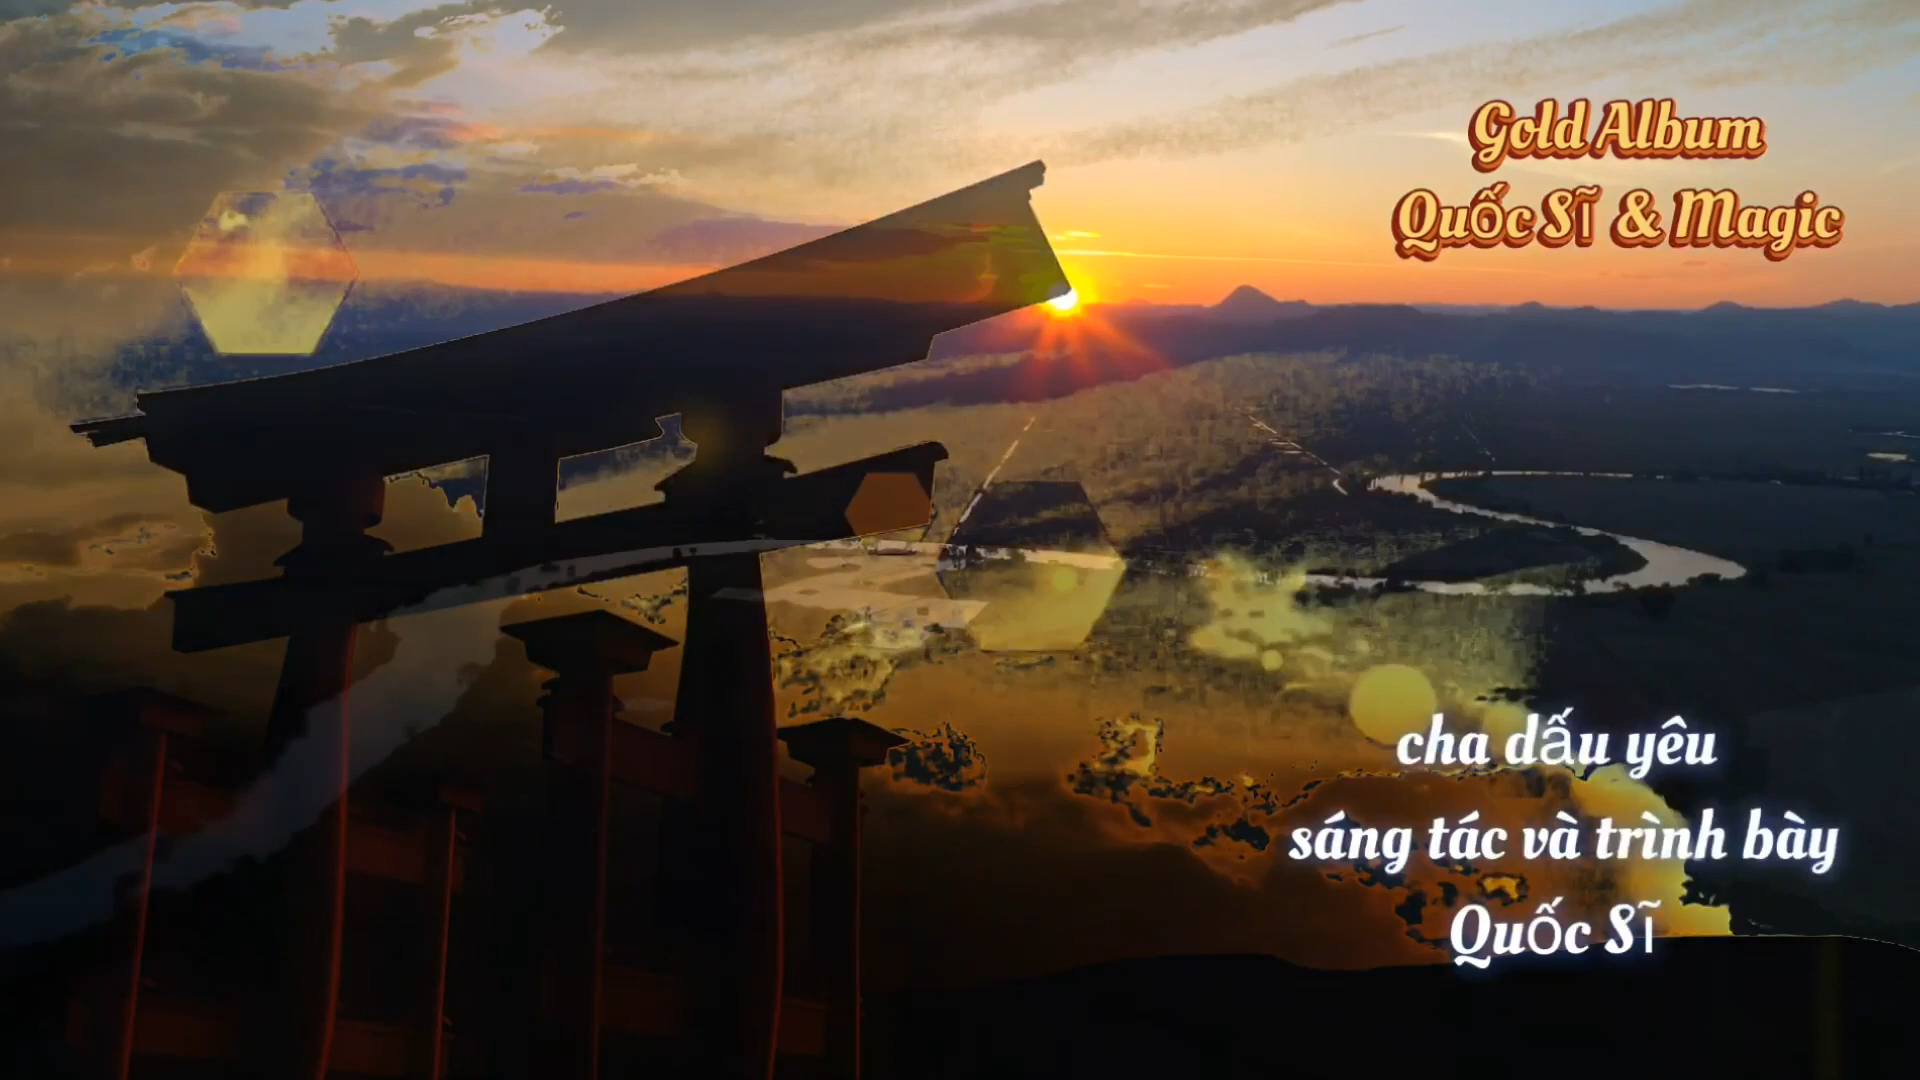 Gold Album
Quốc Sĩ & Magic
cha dấu yêu
sáng tác và trình bày
Quốc Sĩ